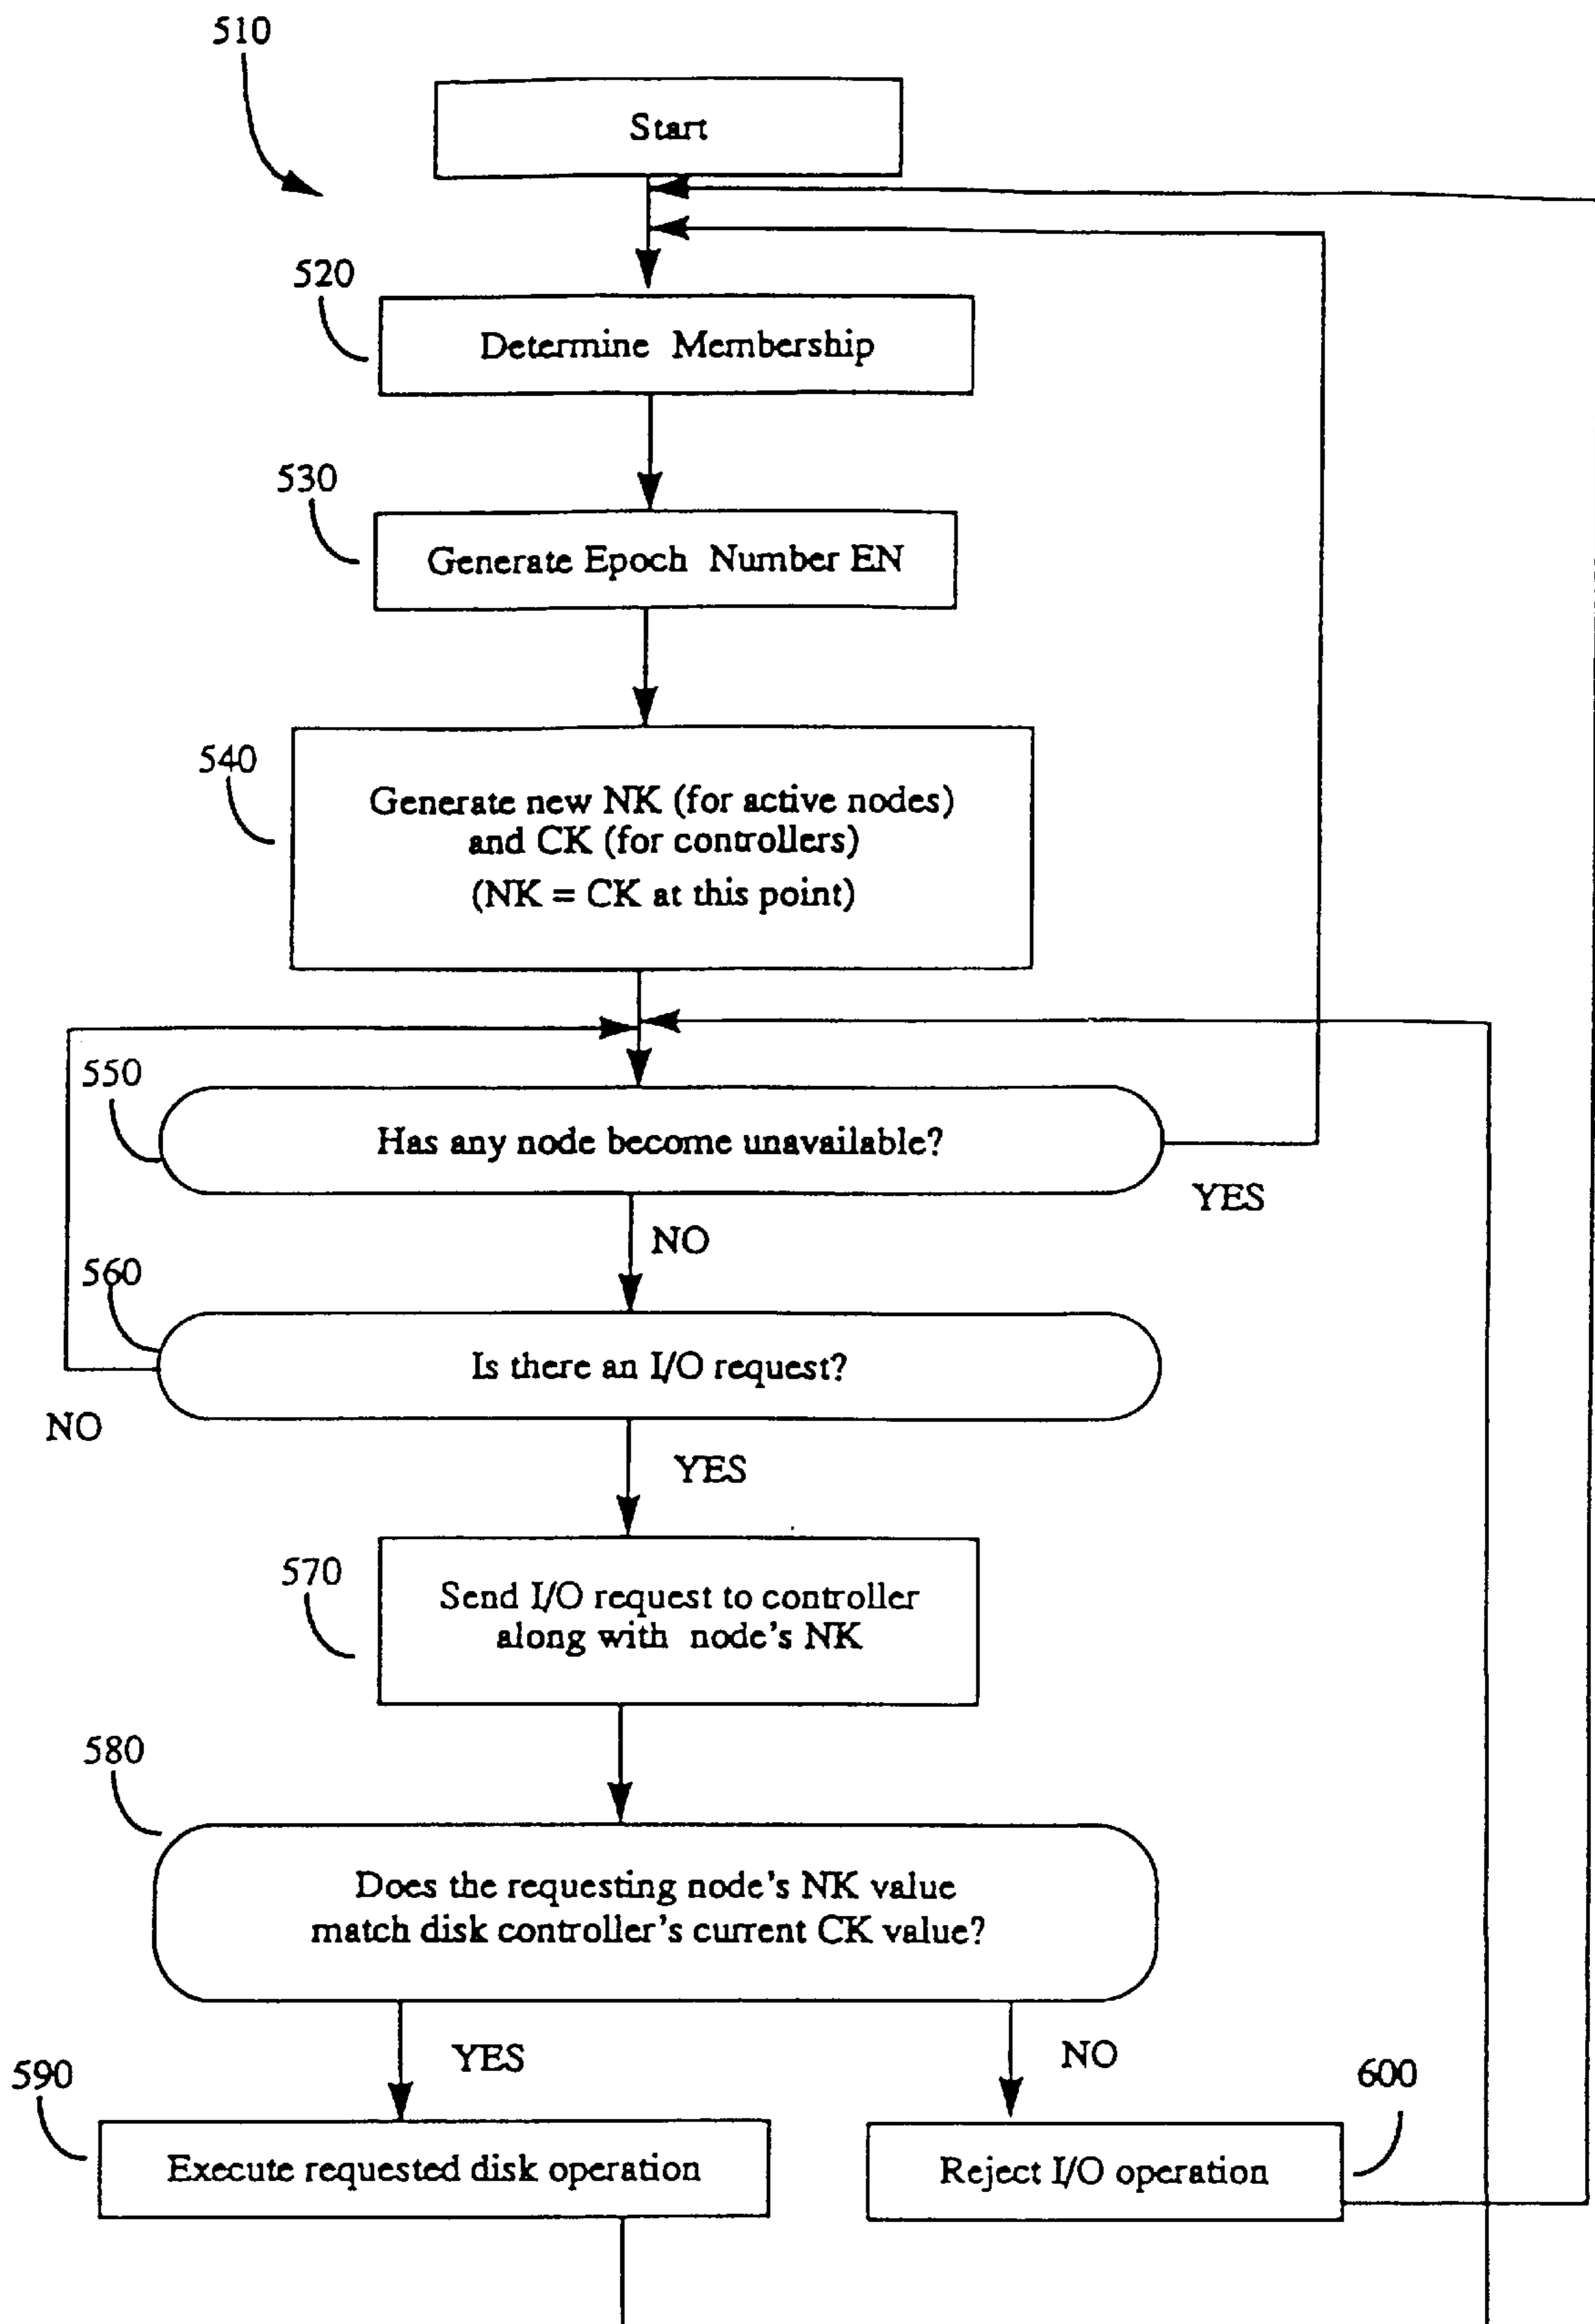 510
Start
520
Determine Membership
530
Generate Epoch Number EN
540
Generate new NK (for active nodes)
and CK (for controllers)
(NK = CK at this point)
550
Has any node become unavailable?
YES
NO
560
Is there an I/O request?
NO
YES
570
Send I/O request to controller
along with node's NK
580
Does the requesting node's NK value
match disk controller's current CK value?
YES
NO
590
600
Execute requested disk operation
Reject I/O operation